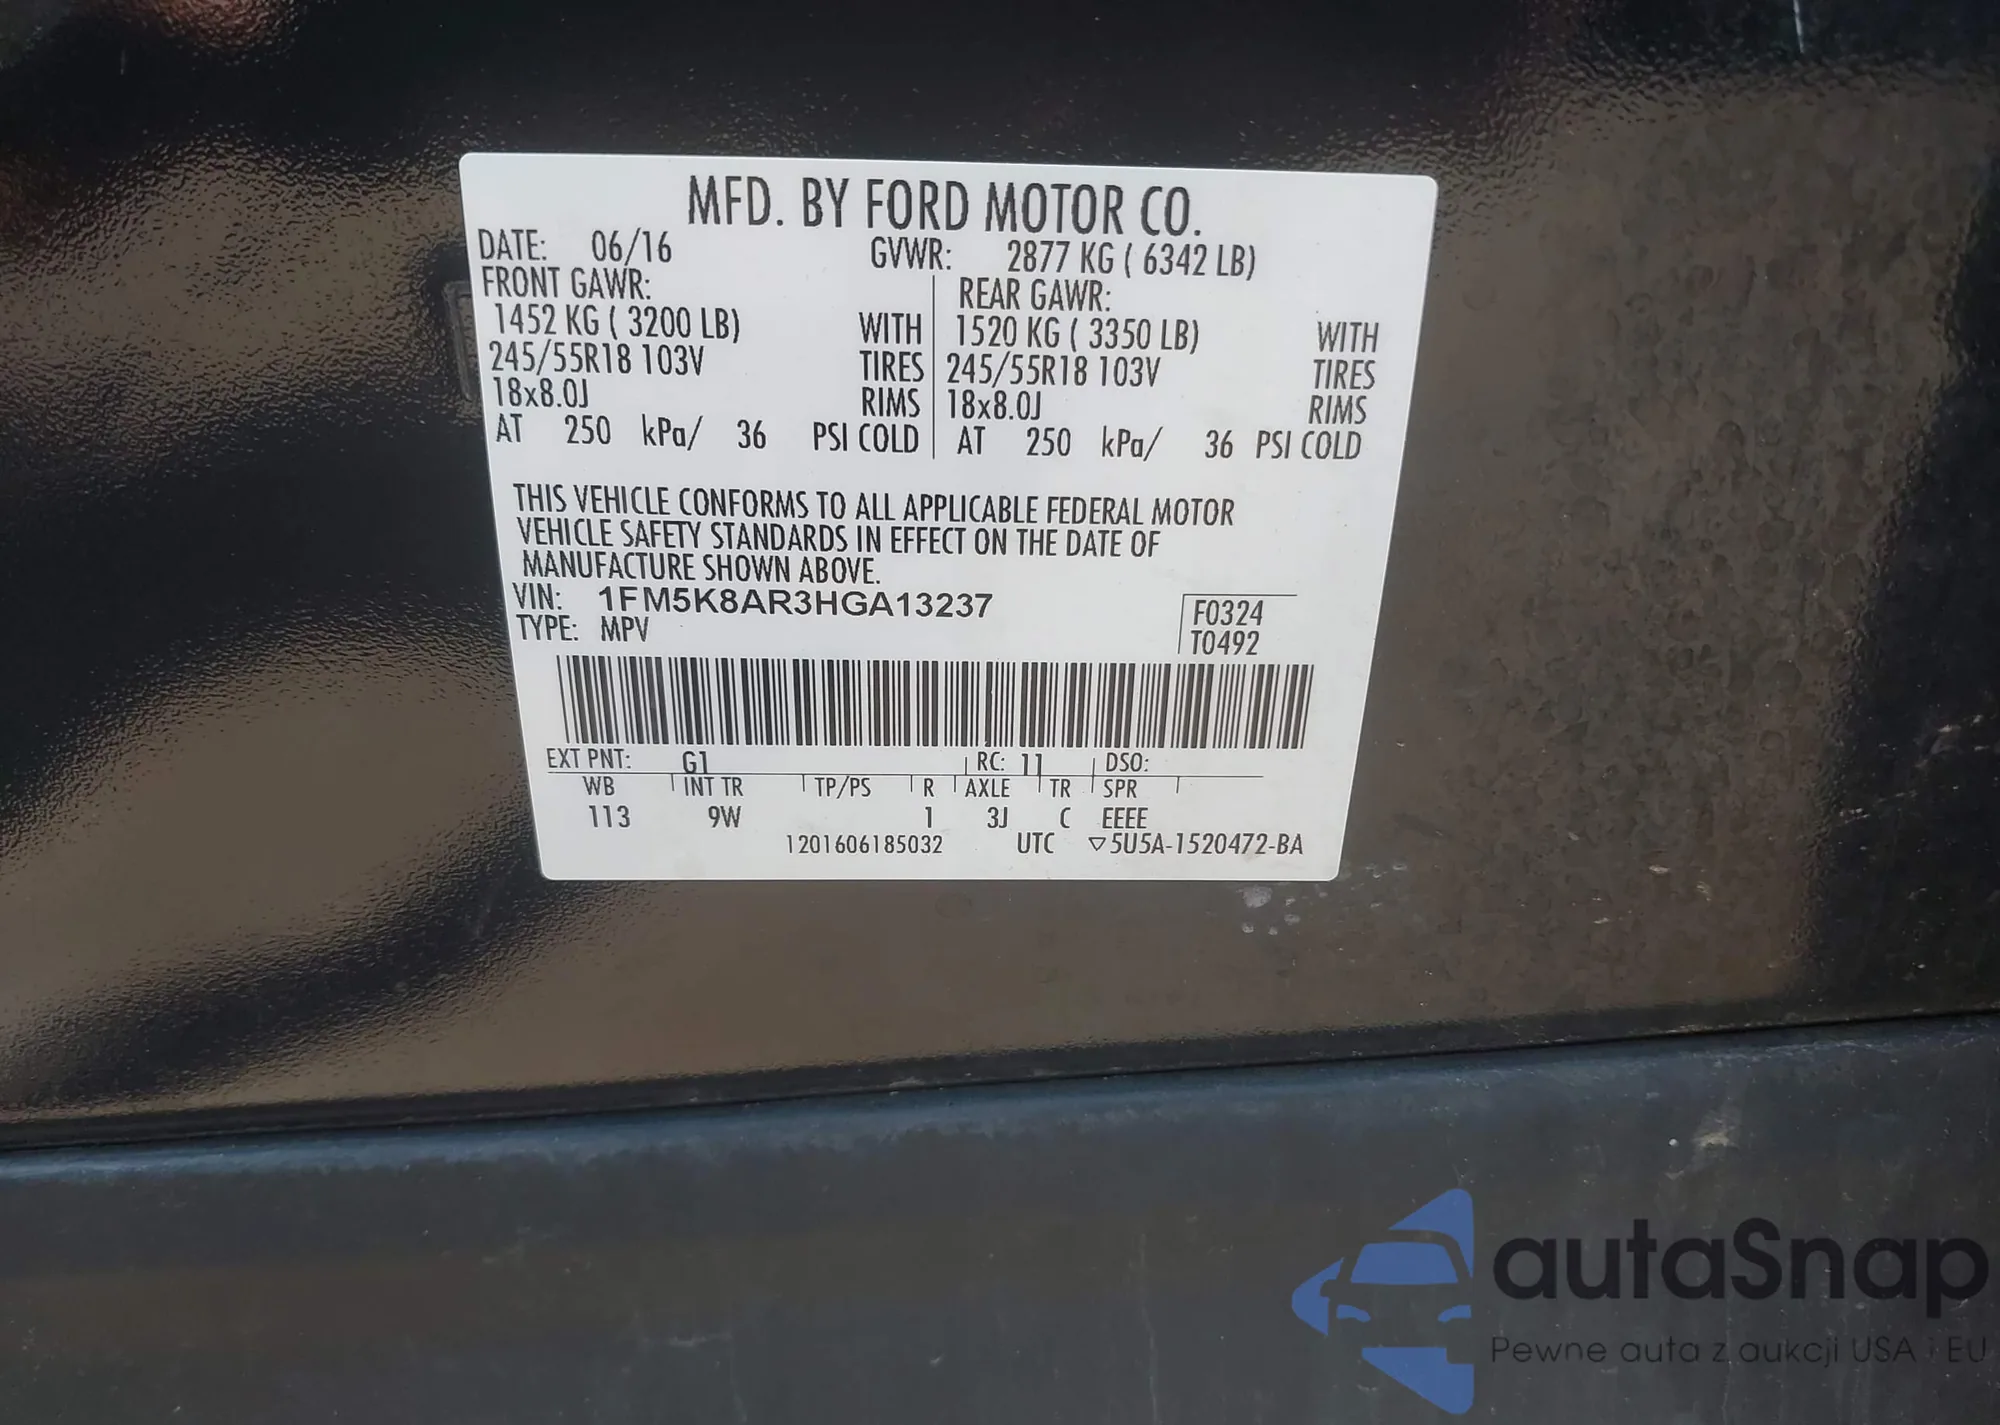 MFD. BY FORD MOTOR CO.
DATE: 06/16 GVWR: 2877 KG ( 6342 LB)
FRONT GAWR: REAR GAWR:
1452 KG ( 3200 LB) WITH 1520 KG ( 3350 LB) WITH
245/55R18 103V TIRES 245/55R18 103V TIRES
18x8.0J RIMS 18x8.0J RIMS
AT 250 kPa/ 36 PSI COLD AT 250 kPa/ 36 PSI COLD
THIS VEHICLE CONFORMS TO ALL APPLICABLE FEDERAL MOTOR
VEHICLE SAFETY STANDARDS IN EFFECT ON THE DATE OF
MANUFACTURE SHOWN ABOVE.
VIN: 1FM5K8AR3HGA13237 F0324
TYPE: MPV T0492
EXT PNT: G1 RC: 11 DSO:
WB INT TR TP/PS R AXLE TR SPR
113 9W 1 3J C EEEE
1201606185032 UTC ▽5U5A-1520472-BA
autaSnap
Pewne auta z aukcji USA i EU